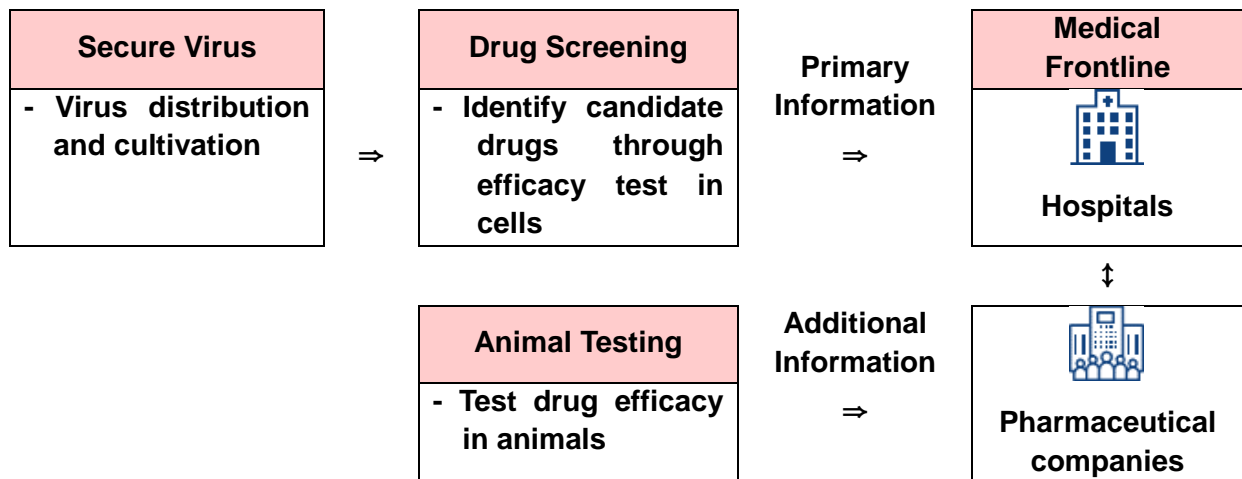 Secure Virus
- Virus distribution
and cultivation
⇒
Drug Screening
- Identify candidate
drugs through
efficacy test in
cells
Primary
Information
⇒
Medical
Frontline
Hospitals
↕
Animal Testing
- Test drug efficacy
in animals
Additional
Information
⇒
Pharmaceutical
companies